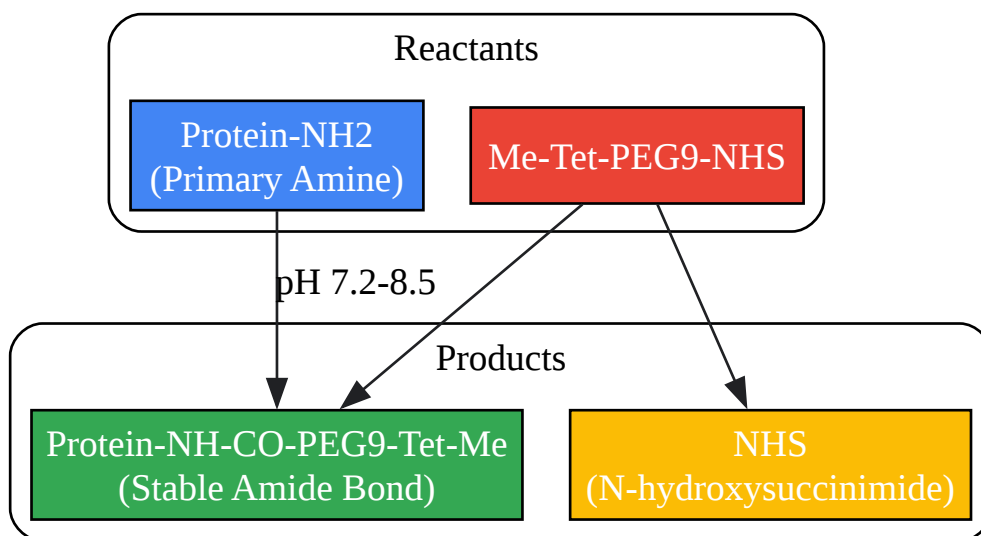 Reactants
Protein-NH2
(Primary Amine)
Me-Tet-PEG9-NHS
pH 7.2-8.5
Products
Protein-NH-CO-PEG9-Tet-Me
(Stable Amide Bond)
NHS
(N-hydroxysuccinimide)